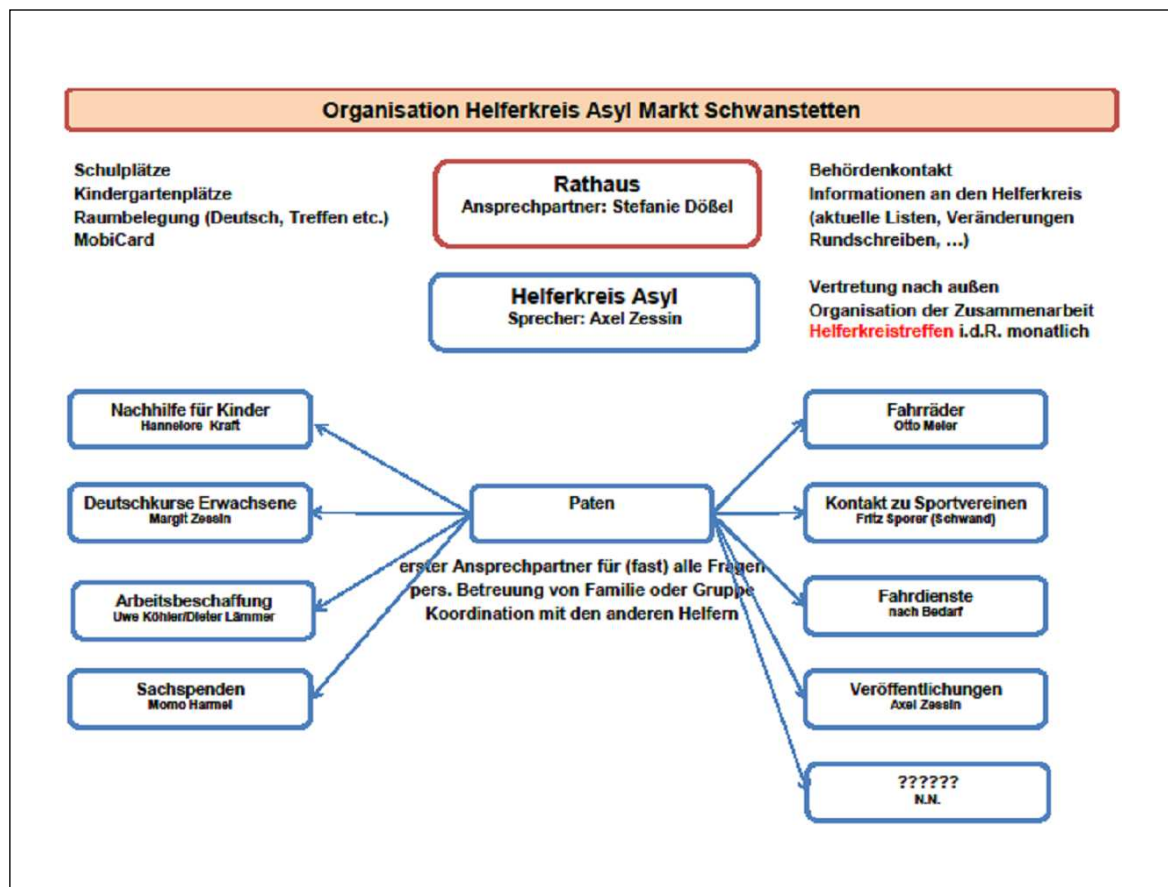 Organisation Helferkreis Asyl Markt Schwanstetten
Schulplätze
Kindergartenplätze
Raumbelegung (Deutsch, Treffen etc.)
MobiCard
Rathaus
Ansprechpartner: Stefanie Dößel
Behördenkontakt
Informationen an den Helferkreis
(aktuelle Listen, Veränderungen
Rundschreiben, ...)
Helferkreis Asyl
Sprecher: Axel Zessin
Vertretung nach außen
Organisation der Zusammenarbeit
Helferkreistreffen i.d.R. monatlich
Nachhilfe für Kinder
Hannelore Kraft
Deutschkurse Erwachsene
Margit Zessin
Arbeitsbeschaffung
Uwe Köhler/Dieter Lämmer
Sachspenden
Momo Harmel
Paten
erster Ansprechpartner für (fast) alle Fragen
pers. Betreuung von Familie oder Gruppe
Koordination mit den anderen Helfern
Fahrräder
Otto Meier
Kontakt zu Sportvereinen
Fritz Sporer (Schwand)
Fahrdienste
nach Bedarf
Veröffentlichungen
Axel Zessin
??????
N.N.